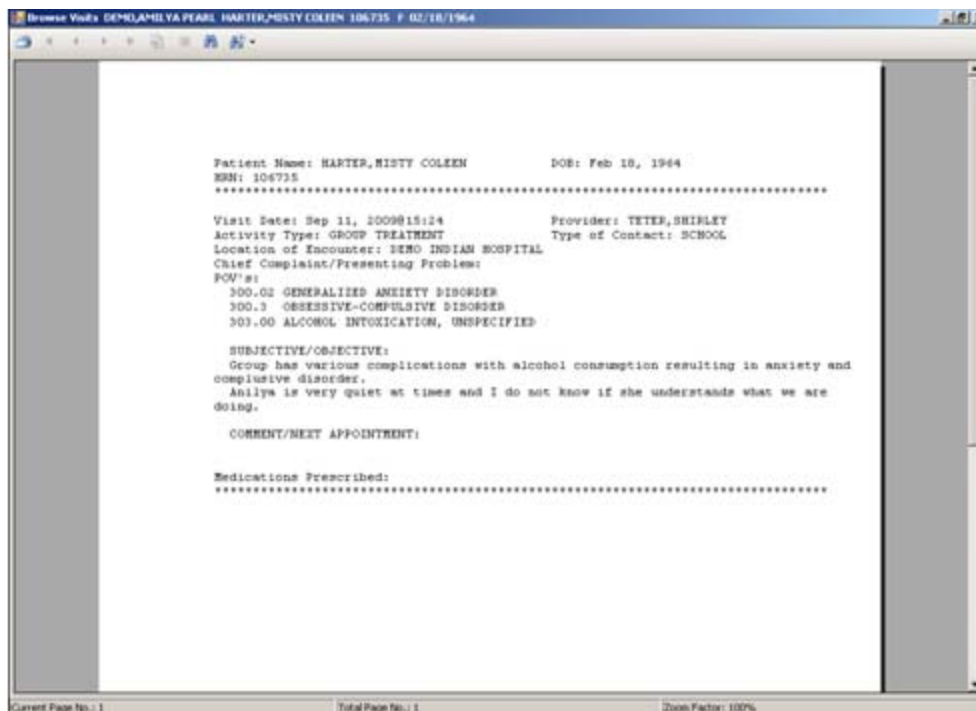 Browse Visits DEMO,AMILYA PEARL HARTER,MISTY COLEEN 106735 F 02/18/1964
Patient Name: HARTER,MISTY COLEEN DOB: Feb 18, 1964
HRN: 106735
********************************************************************************
Visit Date: Sep 11, 2009@15:24 Provider: TETER,SHIRLEY
Activity Type: GROUP TREATMENT Type of Contact: SCHOOL
Location of Encounter: DEMO INDIAN HOSPITAL
Chief Complaint/Presenting Problem:
POV's:
300.02 GENERALIZED ANXIETY DISORDER
300.3 OBSESSIVE-COMPULSIVE DISORDER
303.00 ALCOHOL INTOXICATION, UNSPECIFIED
SUBJECTIVE/OBJECTIVE:
Group has various complications with alcohol consumption resulting in anxiety and
complusive disorder.
Anilya is very quiet at times and I do not know if she understands what we are
doing.
COMMENT/NEXT APPOINTMENT:
Medications Prescribed:
********************************************************************************
Current Page No.: 1 Total Page No.: 1 Zoom Factor: 100%